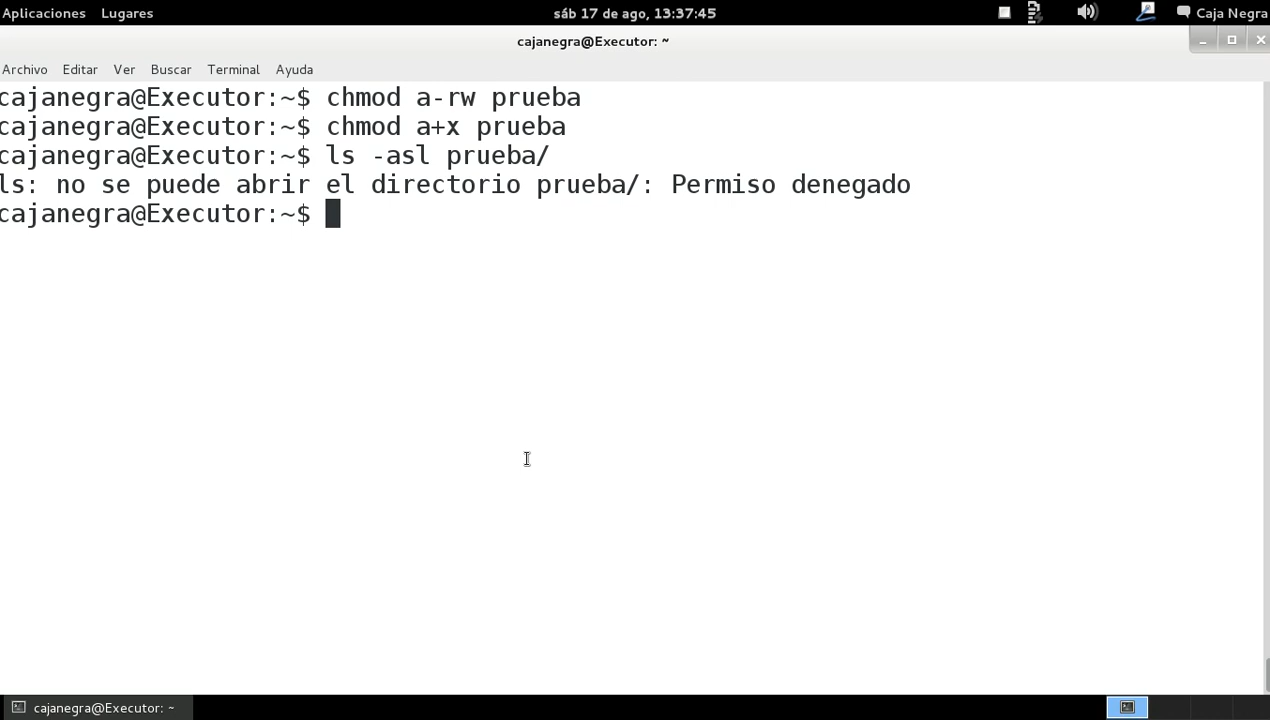 Aplicaciones Lugares sáb 17 de ago, 13:37:45 Caja Negra
cajanegra@Executor: ~
Archivo Editar Ver Buscar Terminal Ayuda
cajanegra@Executor:~$ chmod a-rw prueba
cajanegra@Executor:~$ chmod a+x prueba
cajanegra@Executor:~$ ls -asl prueba/
ls: no se puede abrir el directorio prueba/: Permiso denegado
cajanegra@Executor:~$
cajanegra@Executor: ~